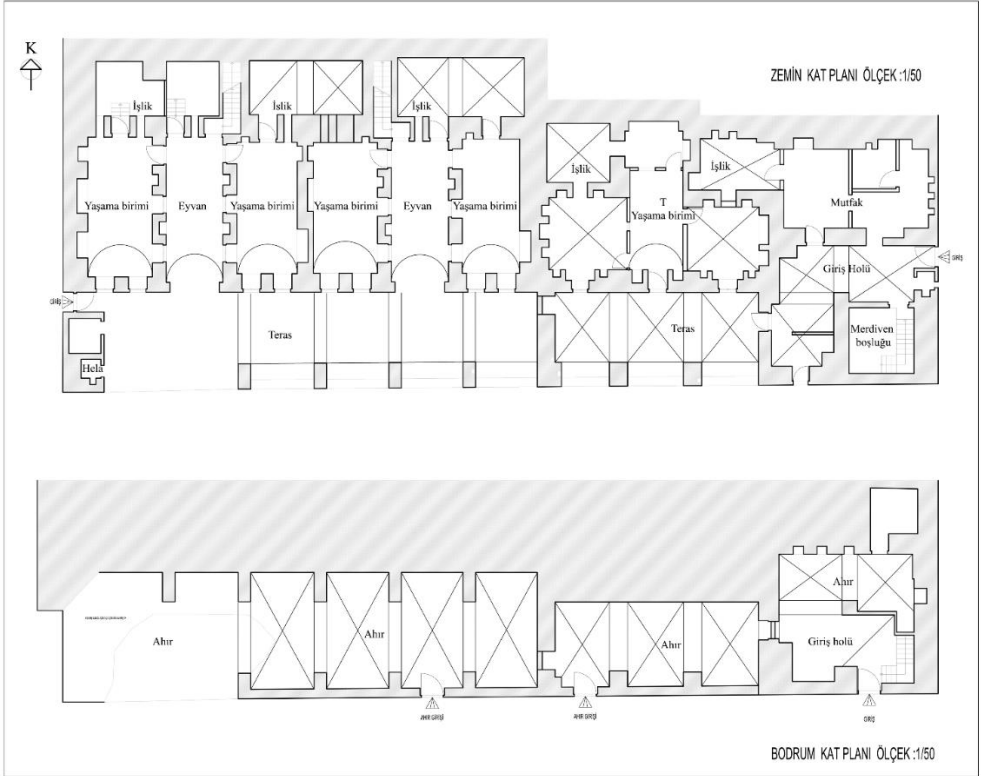 K
ZEMİN KAT PLANI ÖLÇEK :1/50
İşlik
İşlik
İşlik
İşlik
İşlik
Yaşama birimi
Eyvan
Yaşama birimi
Yaşama birimi
Eyvan
Yaşama birimi
T
Yaşama birimi
Mutfak
GİRİŞ
Giriş Holü
GİRİŞ
Teras
Teras
Merdiven
boşluğu
Hela
Ahır
Ahır
Ahır
Ahır
Giriş holü
AHIR GİRİŞİ
AHIR GİRİŞİ
GİRİŞ
BODRUM KAT PLANI ÖLÇEK :1/50